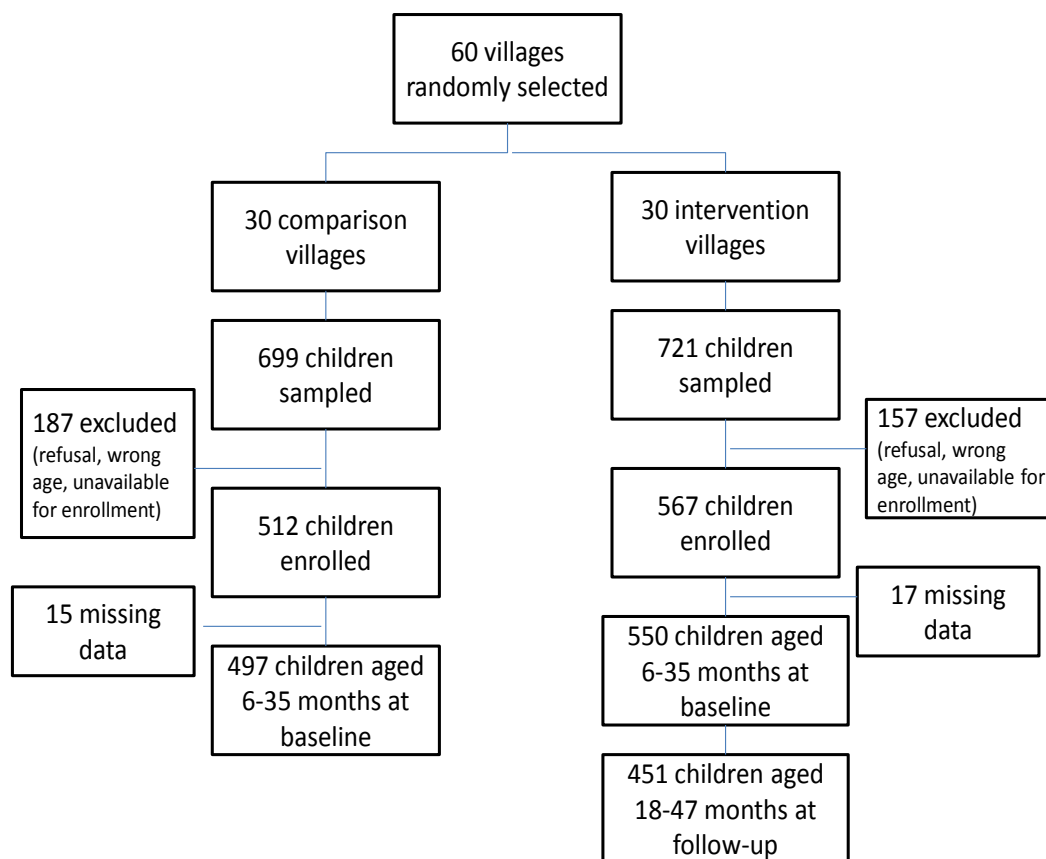 60 villages
randomly selected
30 comparison
villages
30 intervention
villages
699 children
sampled
721 children
sampled
187 excluded
(refusal, wrong
age, unavailable
for enrollment)
157 excluded
(refusal, wrong
age, unavailable for
enrollment)
512 children
enrolled
567 children
enrolled
15 missing
data
17 missing
data
497 children aged
6-35 months at
baseline
550 children aged
6-35 months at
baseline
451 children aged
18-47 months at
follow-up